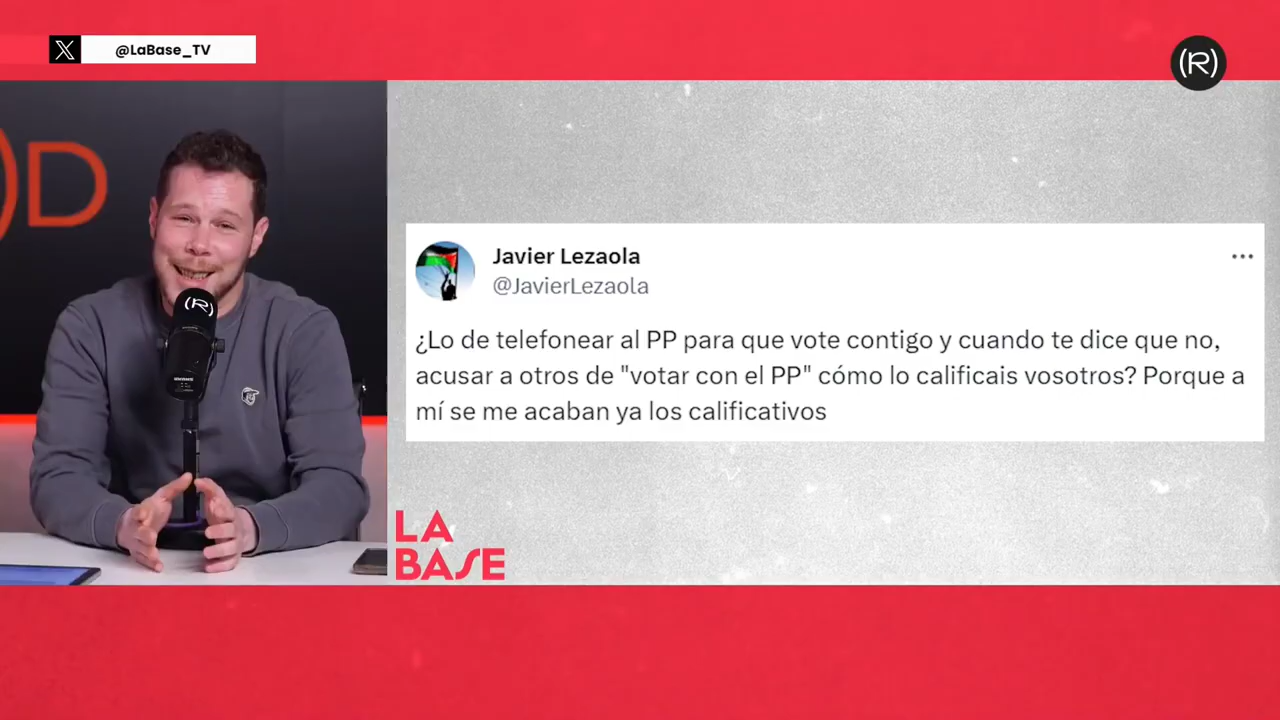 @LaBase_TV
(R)
)D
Javier Lezaola
@JavierLezaola
¿Lo de telefonear al PP para que vote contigo y cuando te dice que no,
acusar a otros de "votar con el PP" cómo lo calificais vosotros? Porque a
mí se me acaban ya los calificativos
(R)
LA
BASE